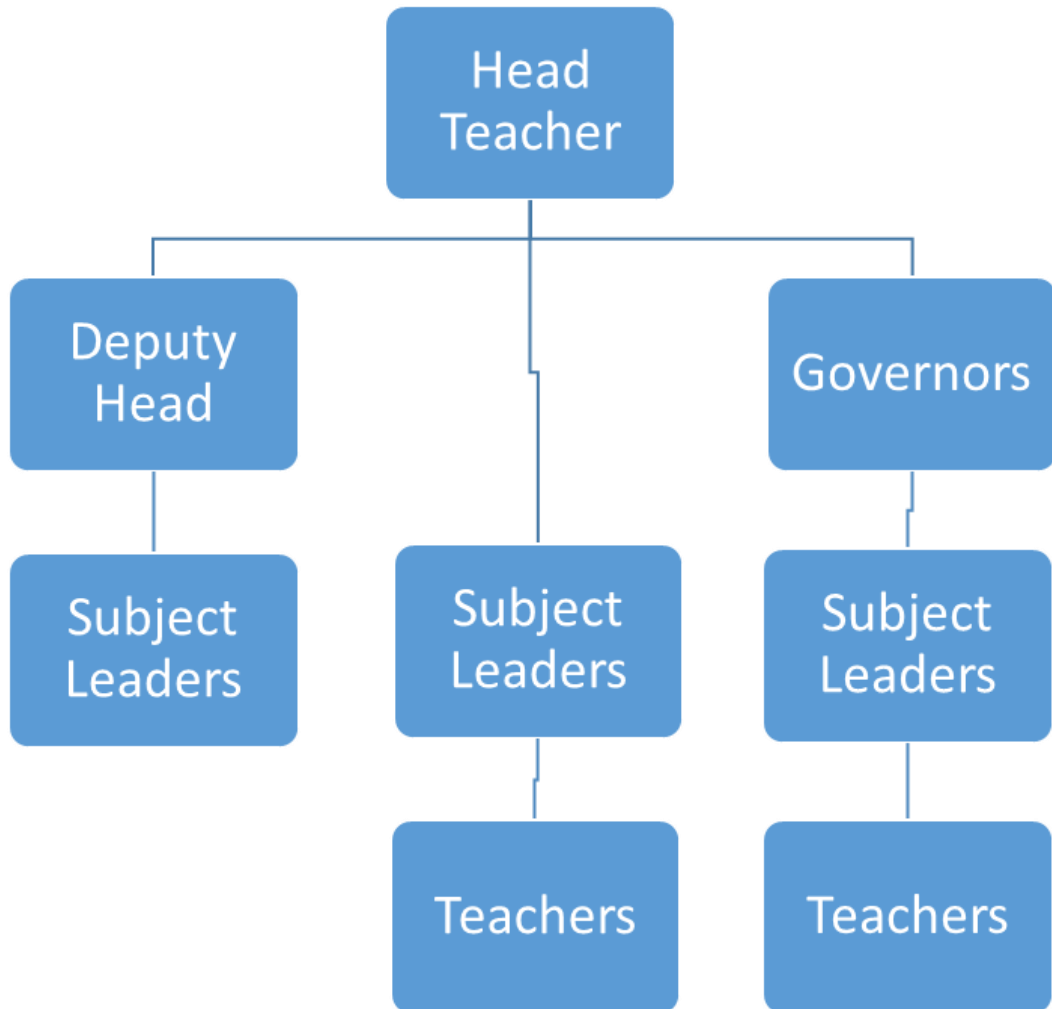 Head
Teacher
Deputy
Head
Governors
Subject
Leaders
Subject
Leaders
Subject
Leaders
Teachers
Teachers